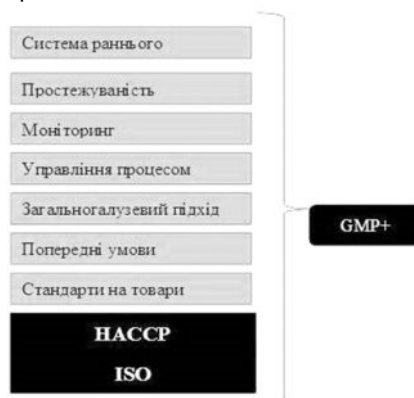 Система раннього
Простежуваність
Моніторинг
Управління процесом
Загальногалузевий підхід
Попередні умови
Стандарти на товари
HACCP
ISO
GMP+